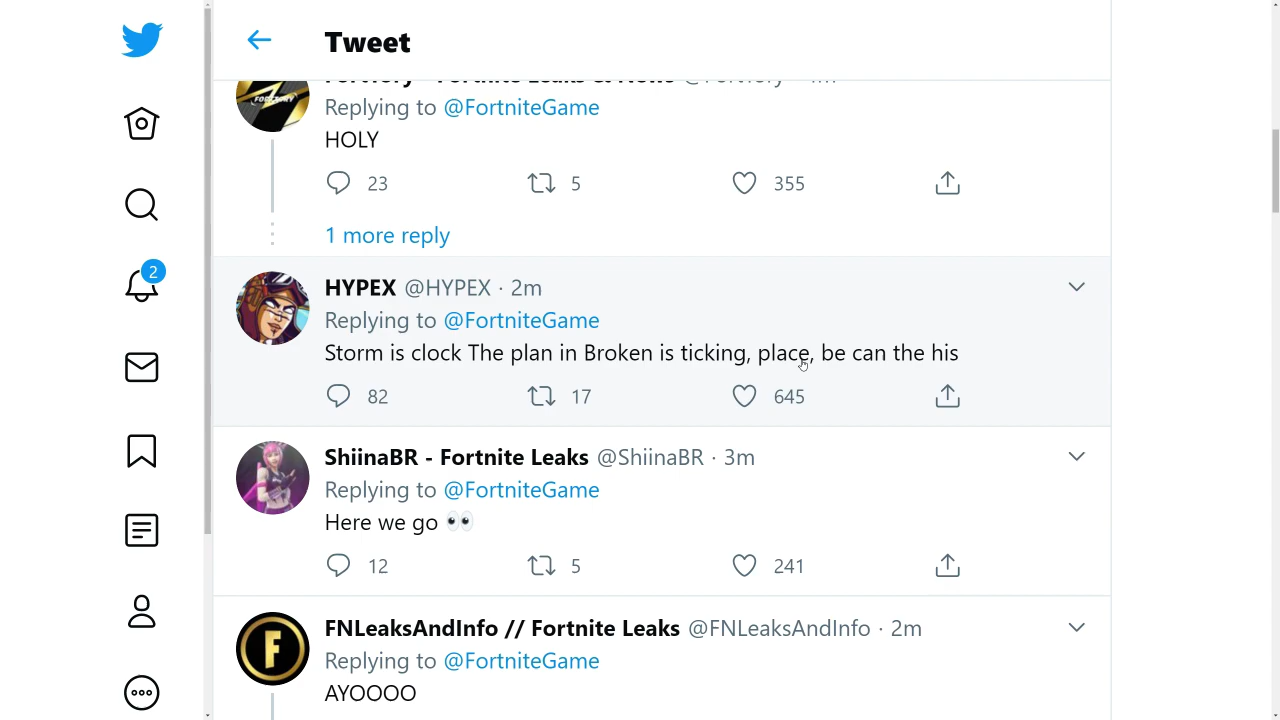 Tweet
Replying to @FortniteGame
HOLY
23 5 355
1 more reply
HYPEX @HYPEX · 2m
Replying to @FortniteGame
Storm is clock The plan in Broken is ticking, place, be can the his
82 17 645
2
ShiinaBR - Fortnite Leaks @ShiinaBR · 3m
Replying to @FortniteGame
Here we go 👀
12 5 241
FNLeaksAndInfo // Fortnite Leaks @FNLeaksAndInfo · 2m
Replying to @FortniteGame
AYOOOO